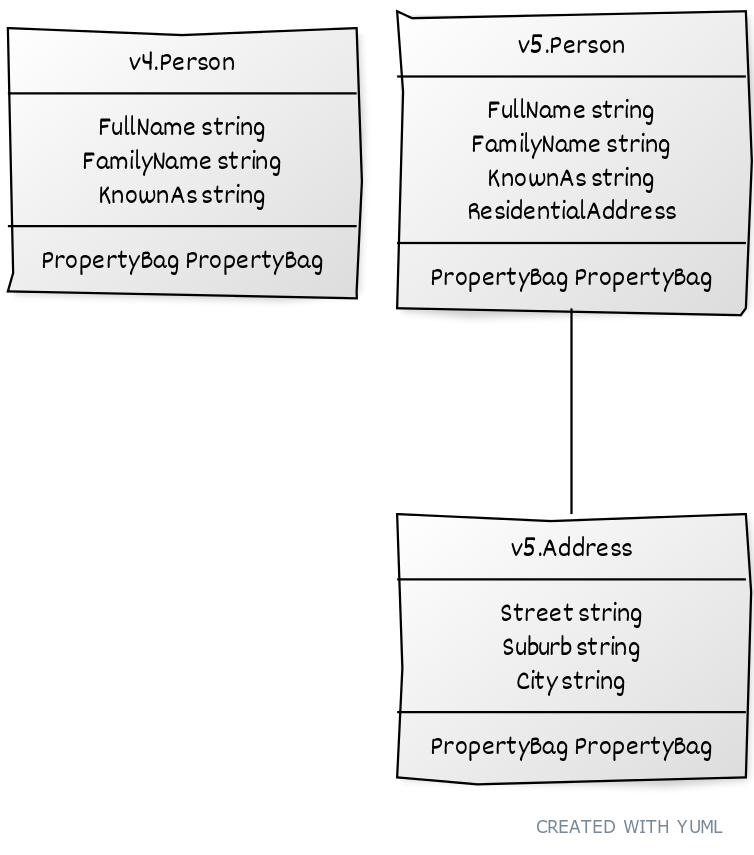 v4.Person
FullName string
FamilyName string
KnownAs string
PropertyBag PropertyBag
v5.Person
FullName string
FamilyName string
KnownAs string
ResidentialAddress
PropertyBag PropertyBag
v5.Address
Street string
Suburb string
City string
PropertyBag PropertyBag
CREATED WITH YUML